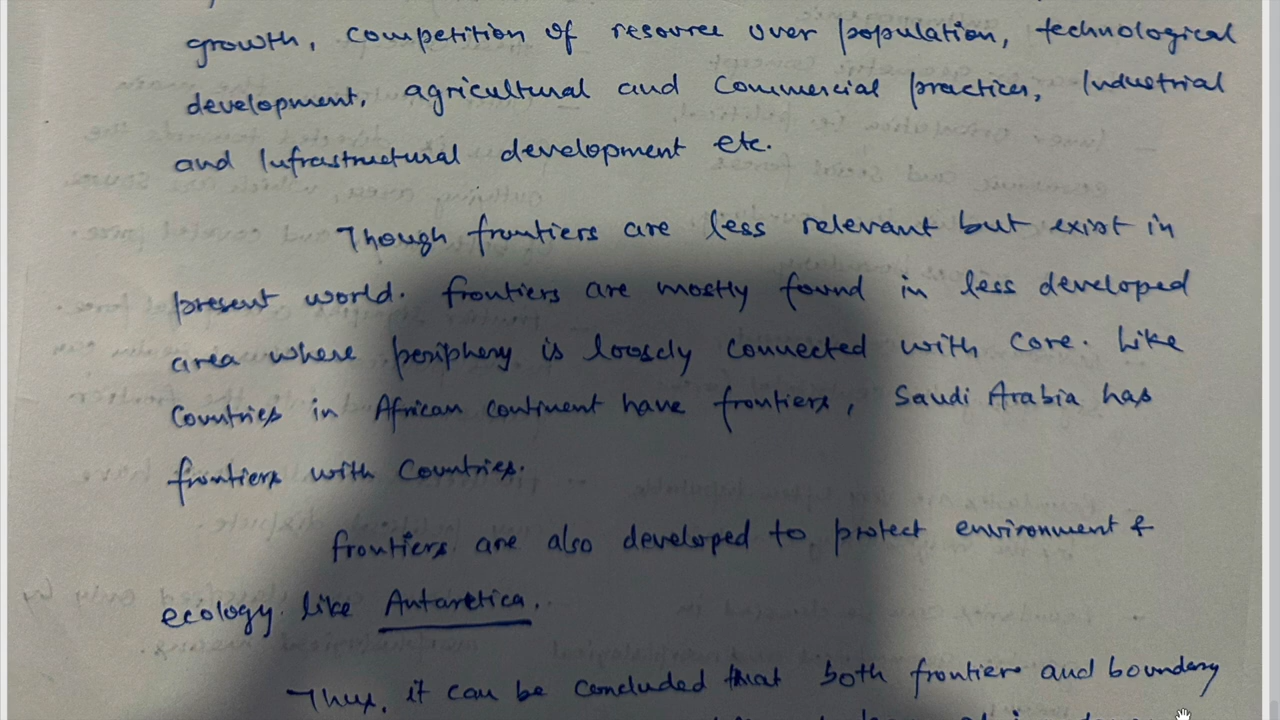 growth, competition of resource over population, technological
development, agricultural and commercial practices, Industrial
and Infrastructural development etc.
Though frontiers are less relevant but exist in
present world. frontiers are mostly found in less developed
area where periphery is loosely connected with core. Like
Countries in African continent have frontiers, Saudi Arabia has
frontiers with Countries.
frontiers are also developed to protect environment &
ecology. like Antarctica.
Thus, it can be concluded that both frontier and boundary